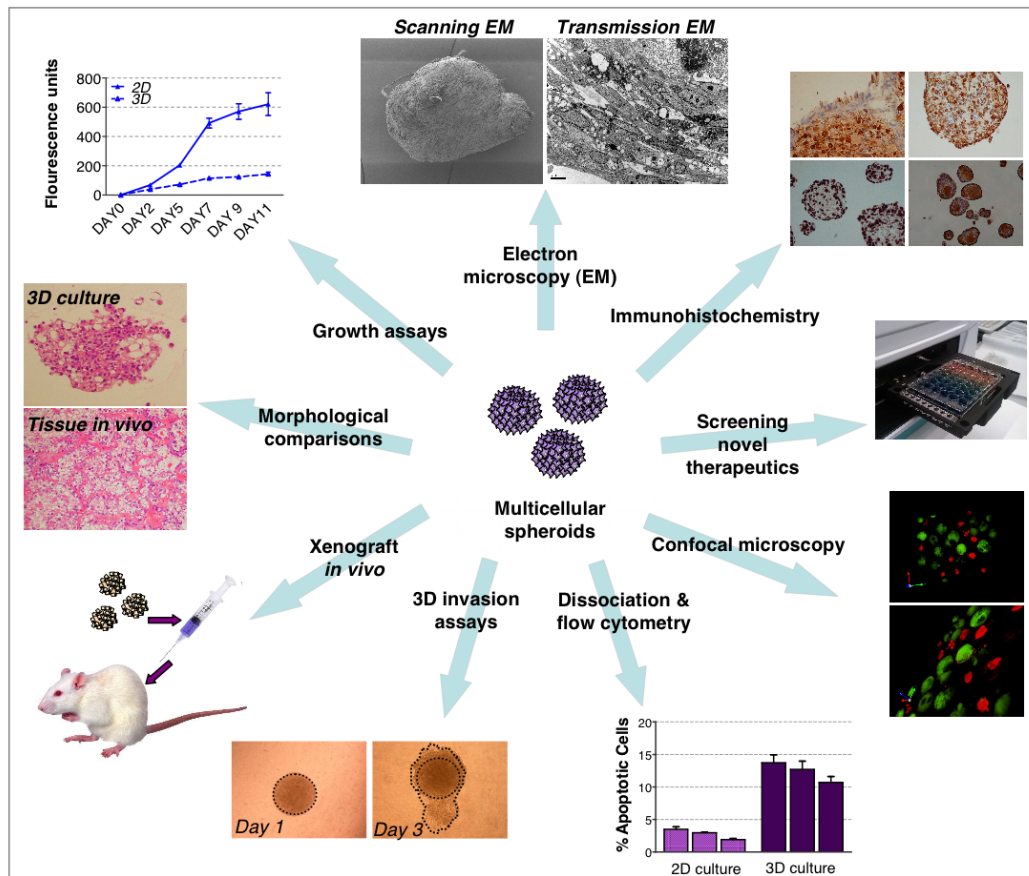 Scanning EM
Transmission EM
Flourescence units
800
600
400
200
0
2D
3D
DAY0
DAY2
DAY5
DAY7
DAY 9
DAY11
Electron
microscopy (EM)
Growth assays
Immunohistochemistry
3D culture
Tissue in vivo
Morphological
comparisons
Screening
novel
therapeutics
Multicellular
spheroids
Xenograft
in vivo
3D invasion
assays
Dissociation &
flow cytometry
Confocal microscopy
Day 1
Day 3
% Apoptotic Cells
20
15
10
5
0
2D culture
3D culture